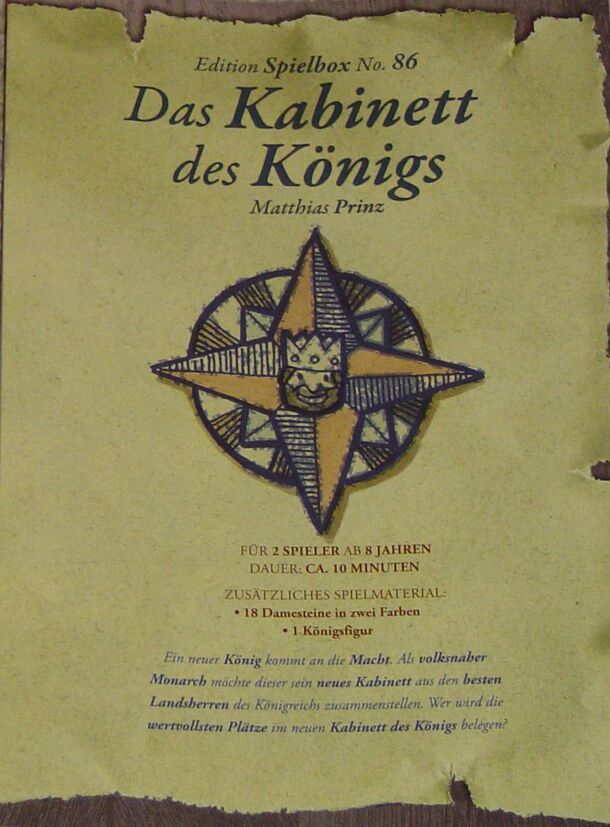 Edition Spielbox No. 86
Das Kabinett
des Königs
Matthias Prinz
FÜR 2 SPIELER AB 8 JAHREN
DAUER: CA. 10 MINUTEN
ZUSÄTZLICHES SPIELMATERIAL:
• 18 Damesteine in zwei Farben
• 1 Königsfigur
Ein neuer König kommt an die Macht. Als volksnaher
Monarch möchte dieser sein neues Kabinett aus den besten
Landsherren des Königreichs zusammenstellen. Wer wird die
wertvollsten Plätze im neuen Kabinett des Königs belegen?